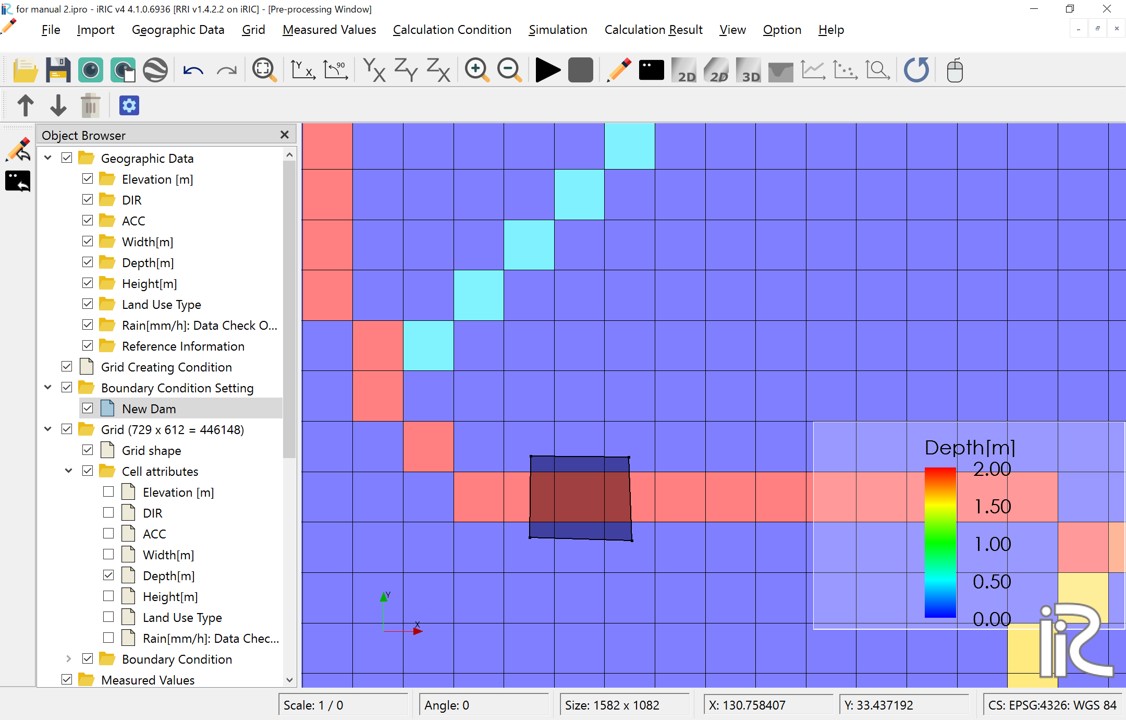 for manual 2.ipro - iRIC v4 4.1.0.6936 [RRI v1.4.2.2 on iRIC] - [Pre-processing Window]
File Import Geographic Data Grid Measured Values Calculation Condition Simulation Calculation Result View Option Help
Y X Y 90 YX ZY ZX 2D 2D 3D
Object Browser
Geographic Data
Elevation [m]
DIR
ACC
Width[m]
Depth[m]
Height[m]
Land Use Type
Rain[mm/h]: Data Check O...
Reference Information
Grid Creating Condition
Boundary Condition Setting
New Dam
Grid (729 x 612 = 446148)
Grid shape
Cell attributes
Elevation [m]
DIR
ACC
Width[m]
Depth[m]
Height[m]
Land Use Type
Rain[mm/h]: Data Chec...
Boundary Condition
Measured Values
Y
X
Depth[m]
2.00
1.50
1.00
0.50
0.00
iRiC
Scale: 1 / 0 Angle: 0 Size: 1582 x 1082 X: 130.758407 Y: 33.437192 CS: EPSG:4326: WGS 84